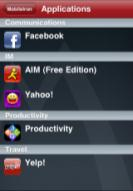 MobileIron Applications
Communications
Facebook
IM
AIM (Free Edition)
Yahoo!
Productivity
Productivity
Travel
Yelp!